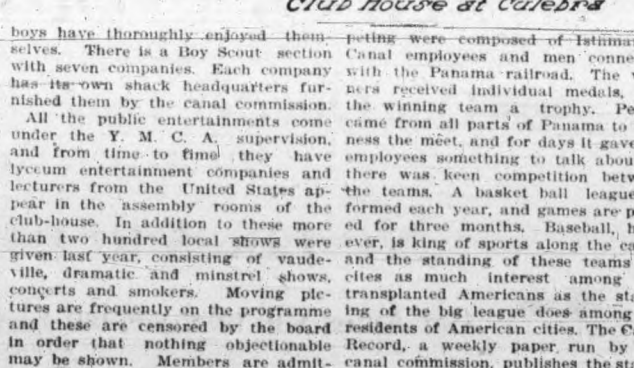 Club House at Culebra
boys have thoroughly enjoyed them-
selves. There is a Boy Scout section
with seven companies. Each company
has its own shack headquarters fur-
nished them by the canal commission.
All the public entertainments come
under the Y. M. C. A. supervision,
and from time to time they have
lyceum entertainment companies and
lecturers from the United States ap-
pear in the assembly rooms of the
club-house. In addition to these more
than two hundred local shows were
given last year, consisting of vaude-
ville, dramatic and minstrel shows,
concerts and smokers. Moving pic-
tures are frequently on the programme
and these are censored by the board
in order that nothing objectionable
may be shown. Members are admit-
peting were composed of
Canal employees and men
with the Panama railroad. The
ners received individual medals,
the winning team a trophy.
came from all parts of Panama to
ness the meet, and for days it gave
employees something to talk
there was keen competition
the teams. A basket ball league
formed each year, and games are
ed for three months. Baseball,
ever, is king of sports along the
and the standing of these teams
cites as much interest among
transplanted Americans as the
ing of the big league does among
residents of American cities. The
Record, a weekly paper run by
canal commission, publishes the